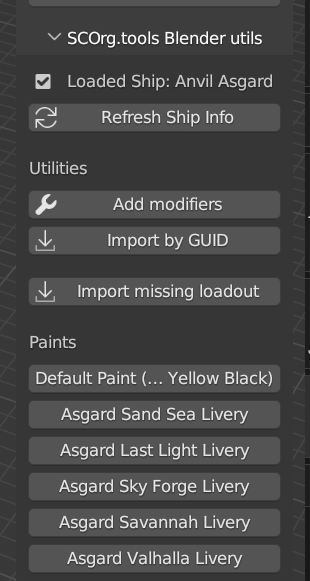 SCOrg.tools Blender utils
Loaded Ship: Anvil Asgard
Refresh Ship Info
Utilities
Add modifiers
Import by GUID
Import missing loadout
Paints
Default Paint (... Yellow Black)
Asgard Sand Sea Livery
Asgard Last Light Livery
Asgard Sky Forge Livery
Asgard Savannah Livery
Asgard Valhalla Livery